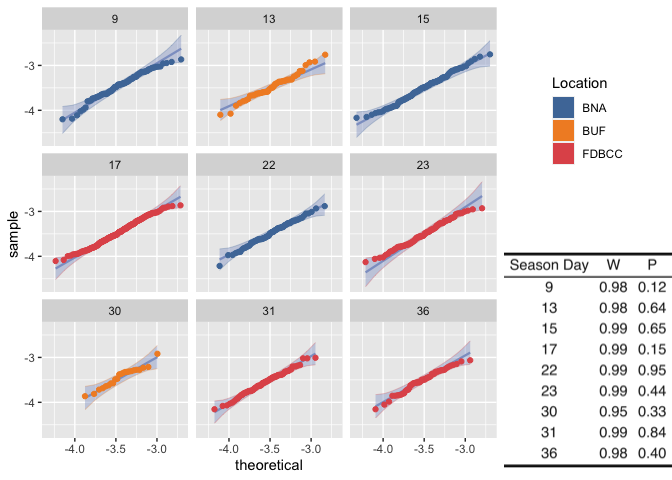 9 13 15
-3
-4
17 22 23
-3
-4
30 31 36
-3
-4
-4.0 -3.5 -3.0 -4.0 -3.5 -3.0 -4.0 -3.5 -3.0
theoretical
sample
Location
BNA
BUF
FDBCC
Season Day W P
9 0.98 0.12
13 0.98 0.64
15 0.99 0.65
17 0.99 0.15
22 0.99 0.95
23 0.99 0.44
30 0.95 0.33
31 0.99 0.84
36 0.98 0.40